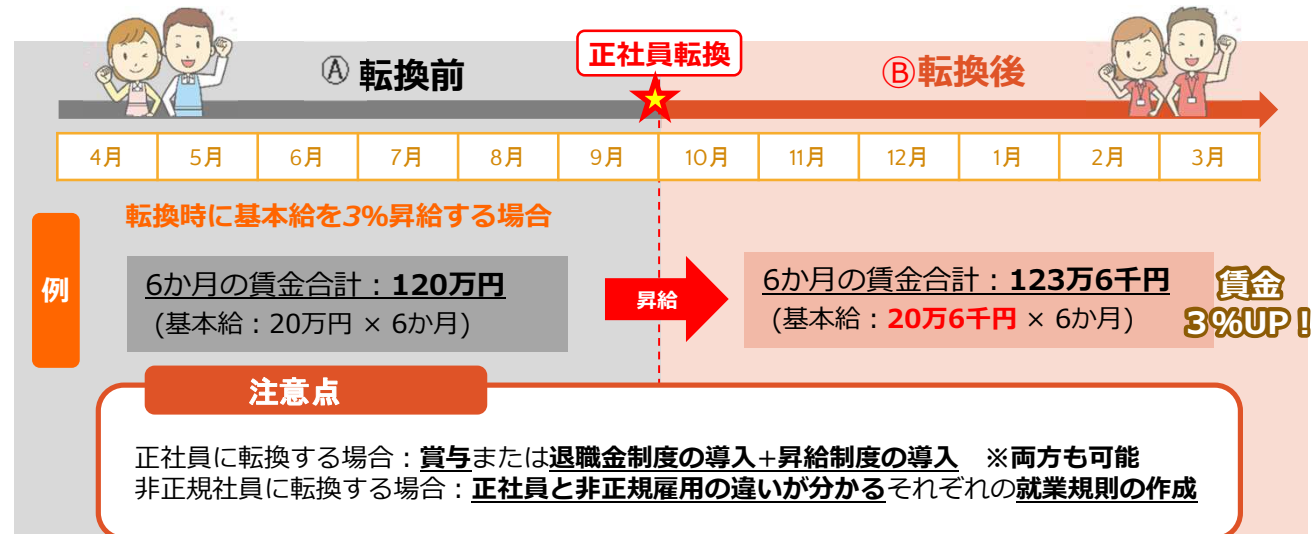 Ⓐ 転換前
正社員転換
Ⓑ転換後
4月 5月 6月 7月 8月 9月 10月 11月 12月 1月 2月 3月
例
転換時に基本給を3%昇給する場合
6か月の賃金合計：120万円
(基本給：20万円 × 6か月)
昇給
6か月の賃金合計：123万6千円
(基本給：20万6千円 × 6か月)
賃金
3%UP！
注意点
正社員に転換する場合：賞与または退職金制度の導入+昇給制度の導入　※両方も可能
非正規社員に転換する場合：正社員と非正規雇用の違いが分かるそれぞれの就業規則の作成